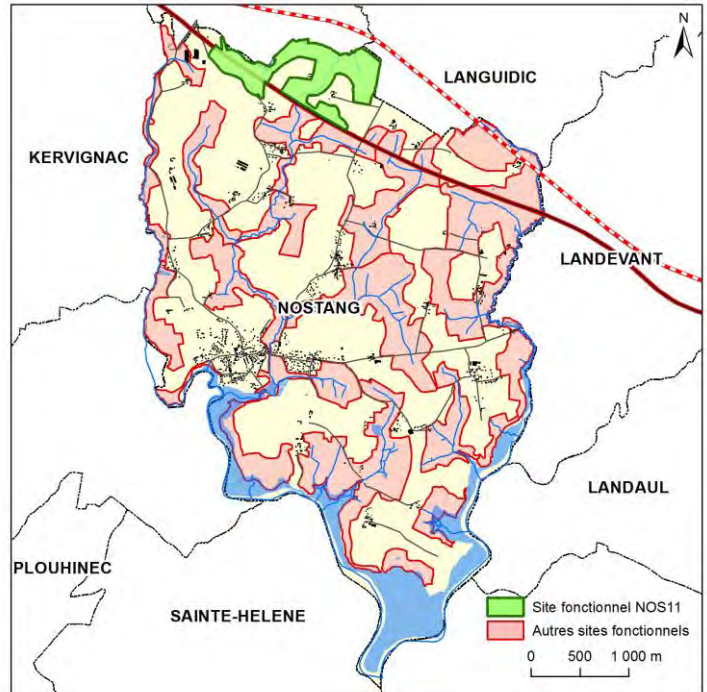 N
LANGUIDIC
KERVIGNAC
LANDEVANT
NOSTANG
LANDAUL
PLOUHINEC
SAINTE-HELENE
Site fonctionnel NOS11
Autres sites fonctionnels
0 500 1 000 m